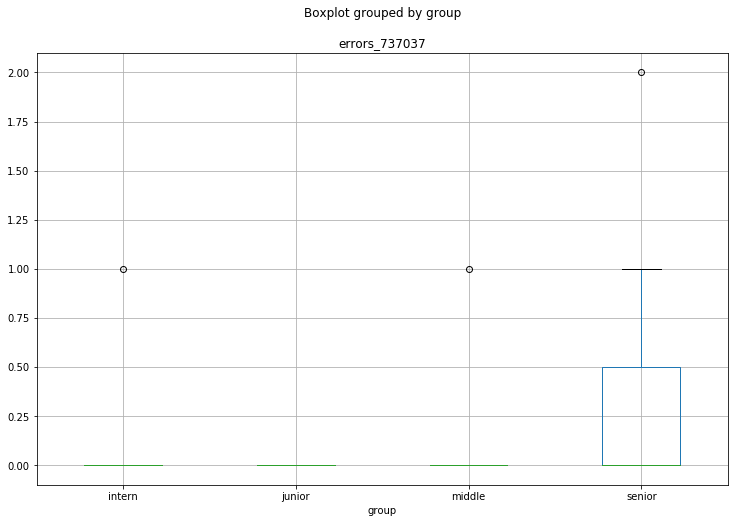 Boxplot grouped by group
errors_737037
2.00
1.75
1.50
1.25
1.00
0.75
0.50
0.25
0.00
intern junior middle senior
group